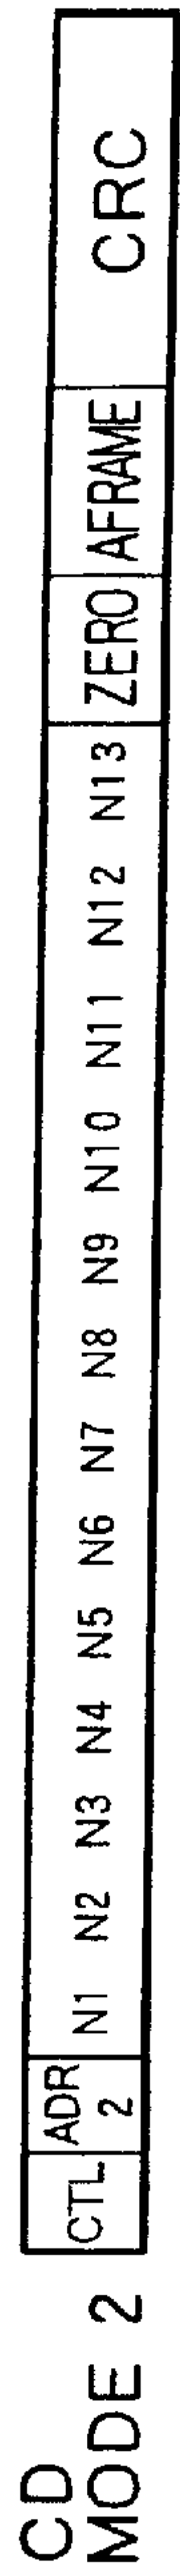 CD
MODE 2
CTL
ADR
2
N1 N2 N3 N4 N5 N6 N7 N8 N9 N10 N11 N12 N13
ZERO
AFRAME
CRC